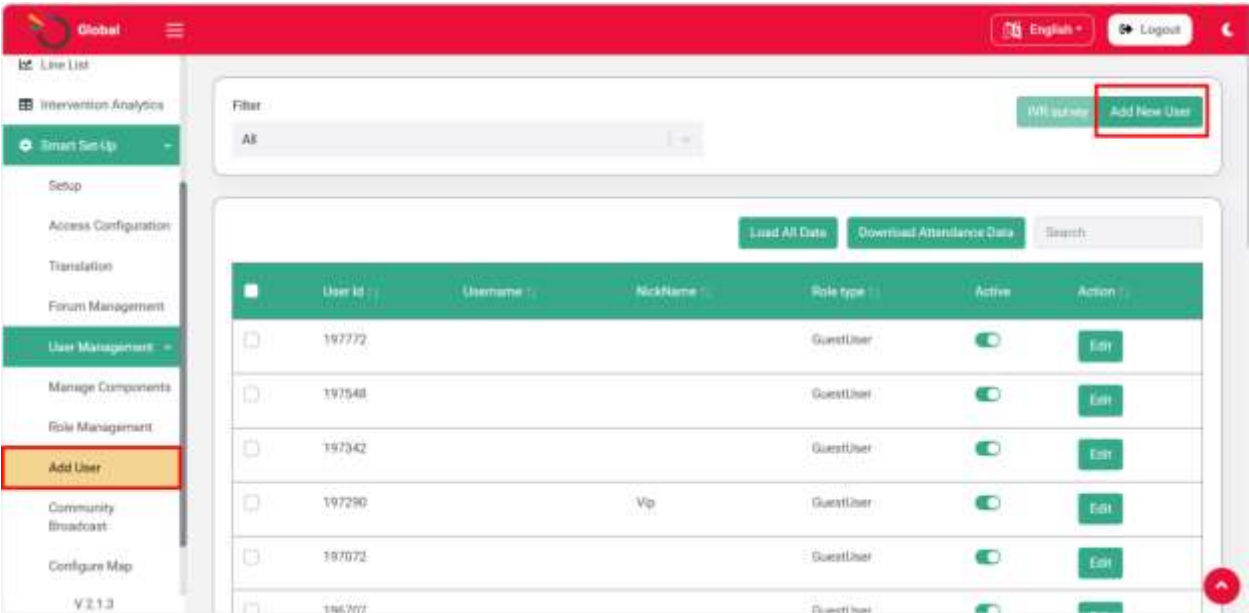 Global
English
Logout
Line List
Intervention Analytics
Smart Set-Up
Setup
Access Configuration
Translation
Forum Management
User Management
Manage Components
Role Management
Add User
Community
Broadcast
Configure Map
V 2.1.3
Filter
All
IVR survey
Add New User
Load All Data
Download Attendance Data
Search
User Id Username NickName Role type Active Action
197772 GuestUser Edit
197548 GuestUser Edit
197342 GuestUser Edit
197290 Vip GuestUser Edit
197072 GuestUser Edit
196707 GuestUser